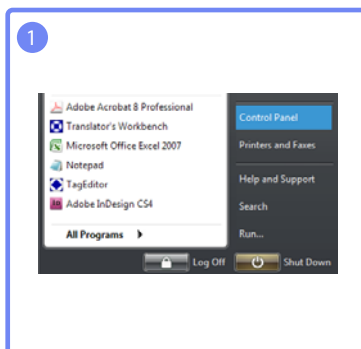 1
Adobe Acrobat 8 Professional
Translator's Workbench
Microsoft Office Excel 2007
Notepad
TagEditor
Adobe InDesign CS4
All Programs
Control Panel
Printers and Faxes
Help and Support
Search
Run...
Log Off
Shut Down